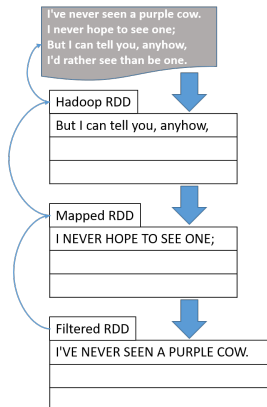 I've never seen a purple cow.
I never hope to see one;
But I can tell you, anyhow,
I'd rather see than be one.
Hadoop RDD
But I can tell you, anyhow,
Mapped RDD
I NEVER HOPE TO SEE ONE;
Filtered RDD
I'VE NEVER SEEN A PURPLE COW.